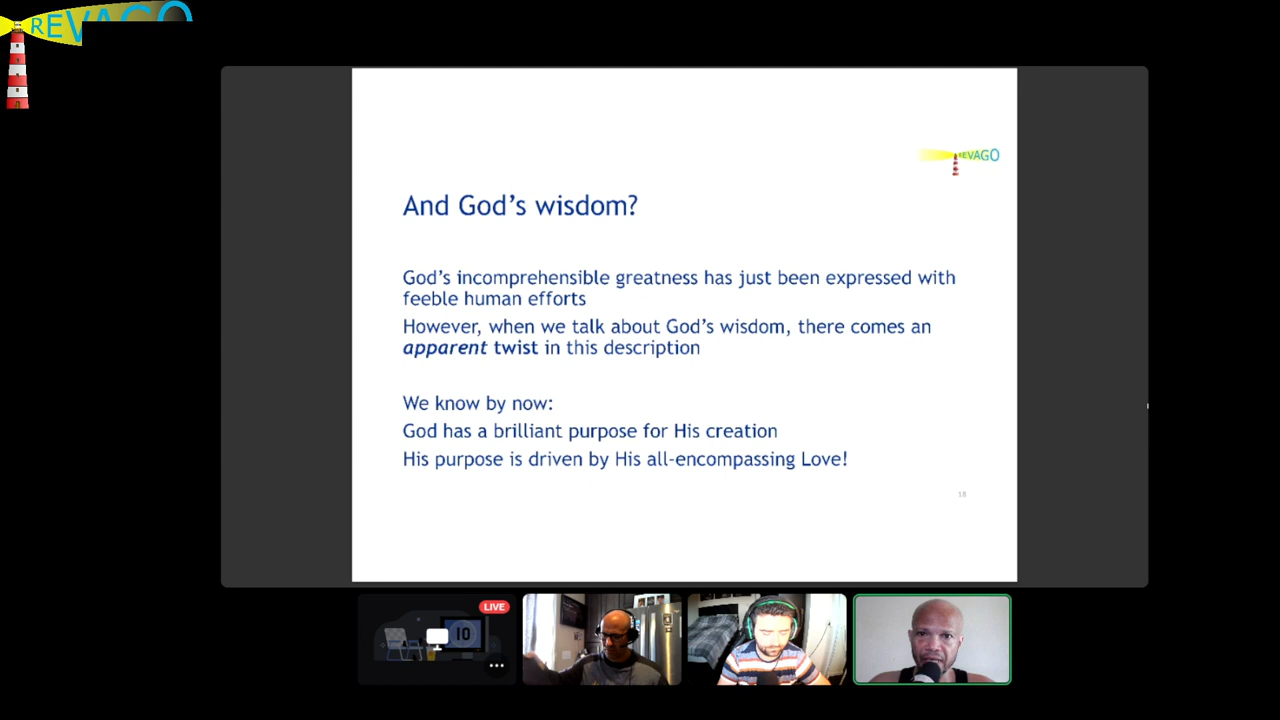 REVAGO
REVAGO
And God's wisdom?
God's incomprehensible greatness has just been expressed with
feeble human efforts
However, when we talk about God's wisdom, there comes an
apparent twist in this description
We know by now:
God has a brilliant purpose for His creation
His purpose is driven by His all-encompassing Love!
18
LIVE
10